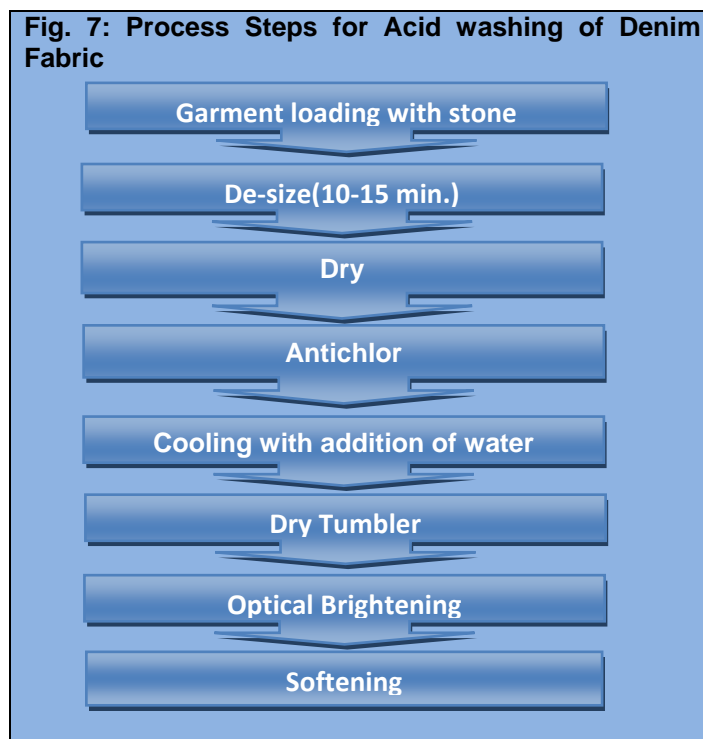 Fig. 7: Process Steps for Acid washing of Denim
Fabric
Garment loading with stone
De-size(10-15 min.)
Dry
Antichlor
Cooling with addition of water
Dry Tumbler
Optical Brightening
Softening